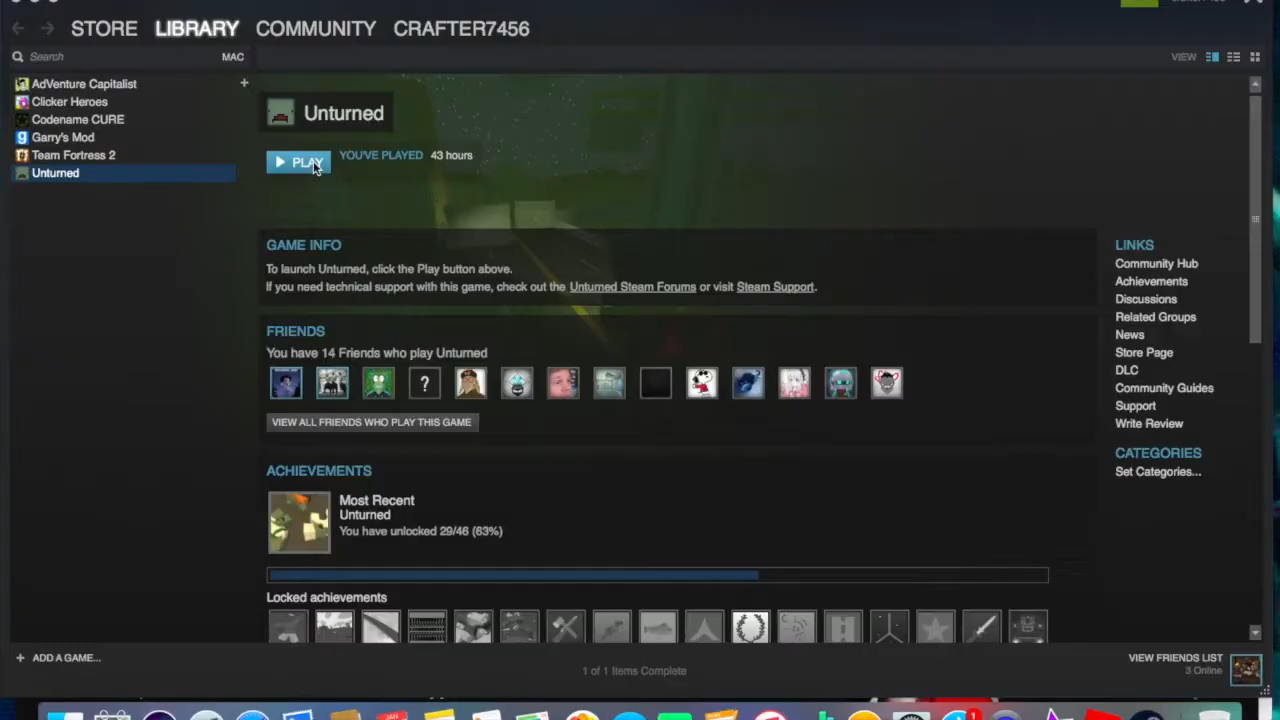 STORE LIBRARY COMMUNITY CRAFTER7456
Search MAC VIEW
AdVenture Capitalist +
Clicker Heroes
Codename CURE
Garry's Mod
Team Fortress 2
Unturned
Unturned
PLAY YOU'VE PLAYED 43 hours
GAME INFO
To launch Unturned, click the Play button above.
If you need technical support with this game, check out the Unturned Steam Forums or visit Steam Support.
FRIENDS
You have 14 Friends who play Unturned
?
VIEW ALL FRIENDS WHO PLAY THIS GAME
ACHIEVEMENTS
Most Recent
Unturned
You have unlocked 29/46 (63%)
Locked achievements
LINKS
Community Hub
Achievements
Discussions
Related Groups
News
Store Page
DLC
Community Guides
Support
Write Review
CATEGORIES
Set Categories...
+ ADD A GAME...
1 of 1 Items Complete
VIEW FRIENDS LIST
3 Online
JAN
1